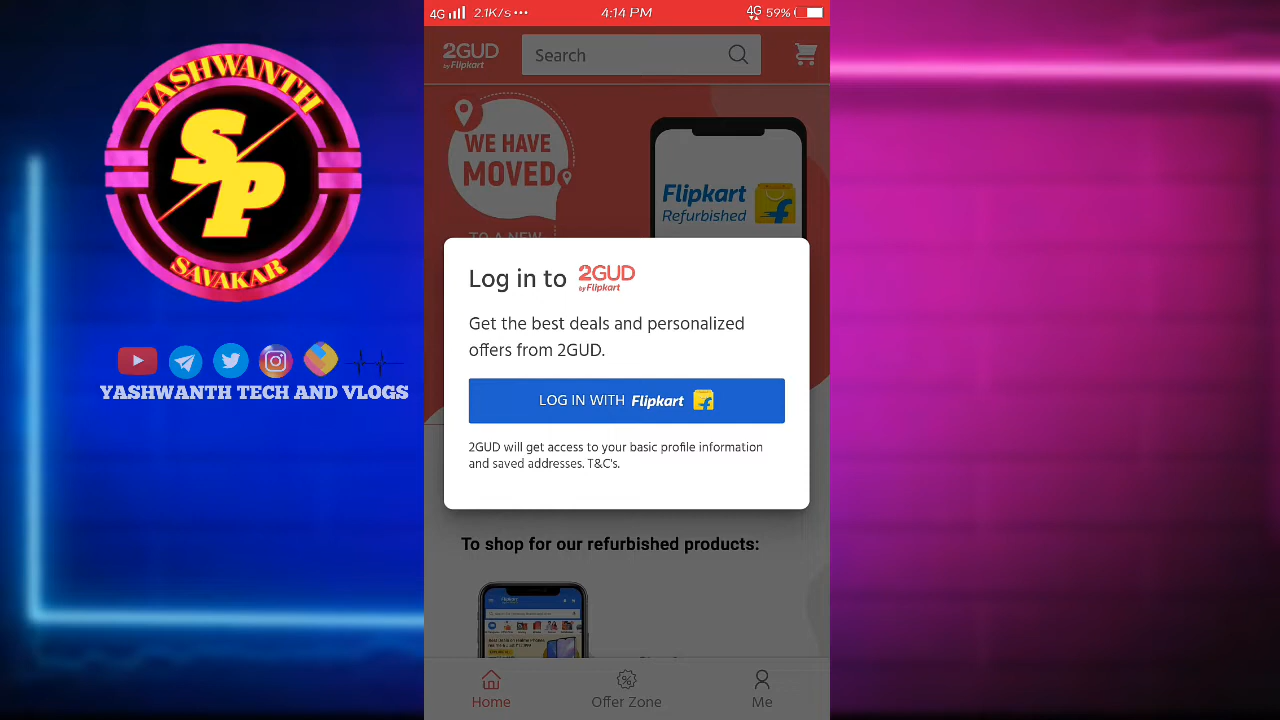 YASHWANTH
SP
SAVAKAR
YASHWANTH TECH AND VLOGS
4G 2.1K/s ••• 4:14 PM 4G 59%
2GUD
by Flipkart
Search
WE HAVE
MOVED
TO A NEW
Flipkart
Refurbished
Log in to 2GUD
by Flipkart
Get the best deals and personalized
offers from 2GUD.
LOG IN WITH Flipkart
2GUD will get access to your basic profile information
and saved addresses. T&C's.
To shop for our refurbished products:
Flipkart
Home Offer Zone Me